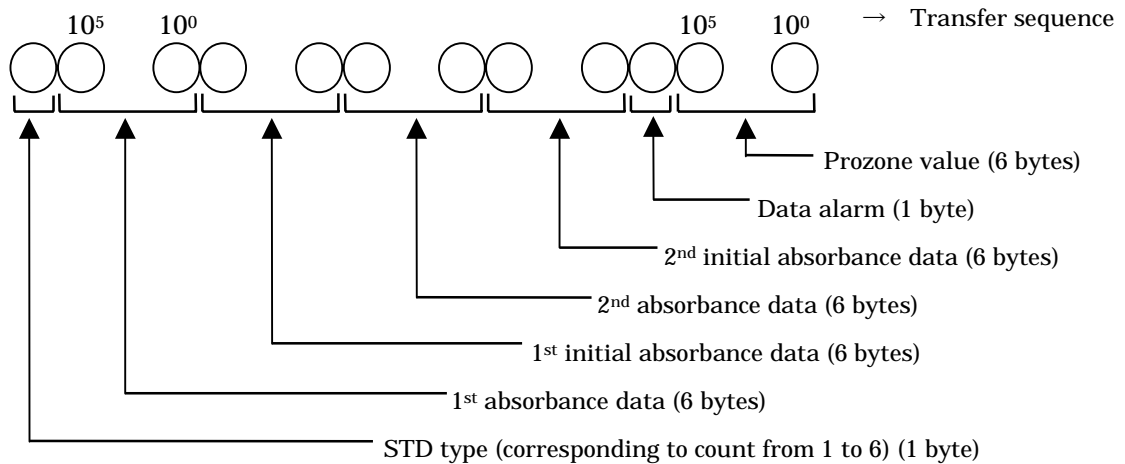 10⁵ 10⁰ 10⁵ 10⁰ → Transfer sequence
Prozone value (6 bytes)
Data alarm (1 byte)
2ⁿᵈ initial absorbance data (6 bytes)
2ⁿᵈ absorbance data (6 bytes)
1ˢᵗ initial absorbance data (6 bytes)
1ˢᵗ absorbance data (6 bytes)
STD type (corresponding to count from 1 to 6) (1 byte)